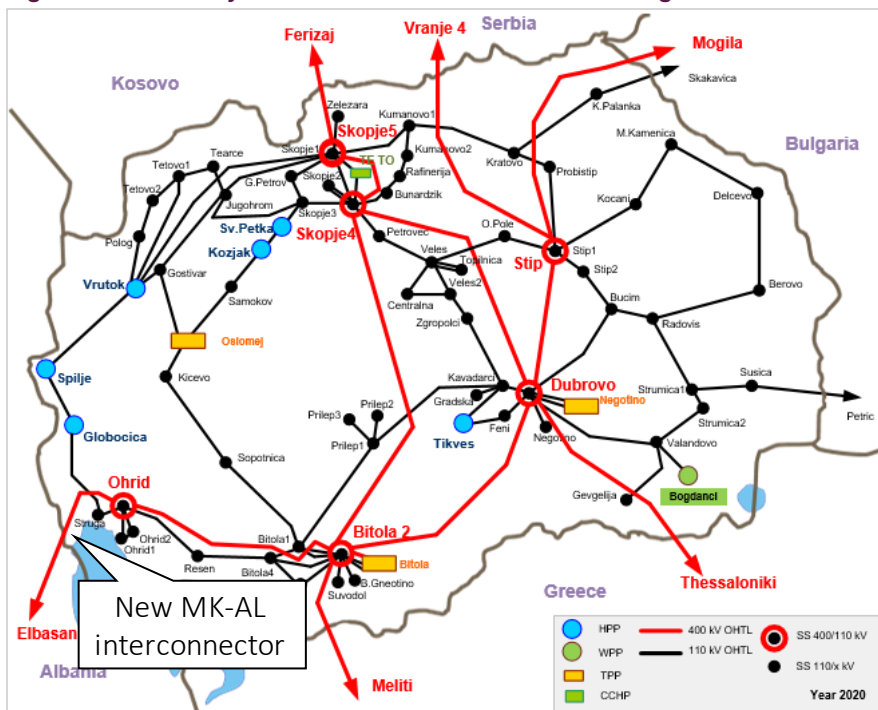 Serbia
Ferizaj
Vranje 4
Mogila
Kosovo
Skakavica
Zelezara
K.Palanka
Kumanovo1
Skopje5
Skopje1
M.Kamenica
Bulgaria
Tearce
Tetovo1
TE TO
Kumanovo2
Kratovo
Probistip
G.Petrov
Skopje2
Rafinerija
Tetovo2
Jugohrom
Bunardzik
Kocani
Delcevo
Skopje3
Sv.Petka
Skopje4
O.Pole
Polog
Petrovec
Kozjak
Veles
Stip
Stip1
Gostivar
Topilnica
Stip2
Vrutok
Samokov
Veles2
Centralna
Bucim
Berovo
Zgropolci
Radovis
Oslomej
Spilje
Kicevo
Kavadarci
Dubrovo
Susica
Gradska
Negotino
Strumica1
Prilep2
Prilep3
Petric
Globocica
Tikves
Feni
Strumica2
Prilep1
Negotino
Valandovo
Sopotnica
Bogdanci
Ohrid
Gevgelija
Struga
Bitola 2
Ohrid2
Bitola1
Ohrid1
Resen
Bitola4
Bitola
B.Gneotino
Suvodol
Thessaloniki
New MK-AL
interconnector
Greece
Elbasan
Albania
Meliti
HPP
400 kV OHTL
SS 400/110 kV
WPP
110 kV OHTL
TPP
SS 110/x kV
CCHP
Year 2020